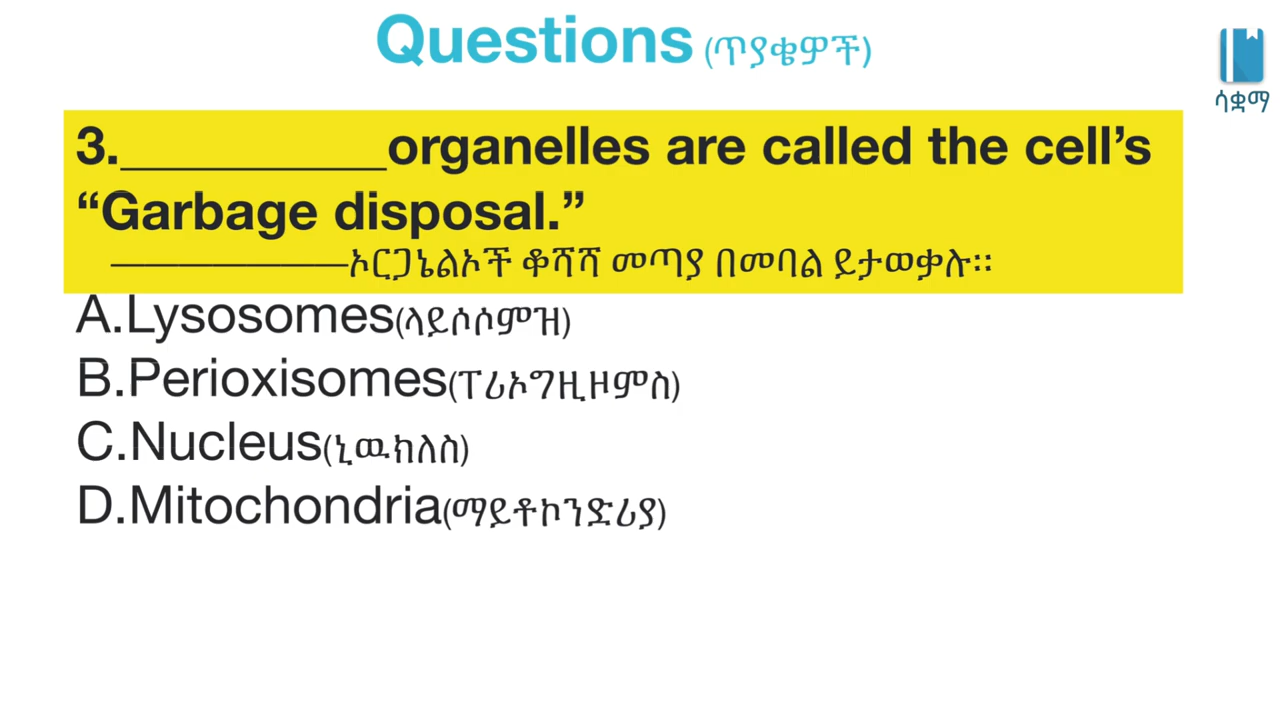 Questions (ጥያቄዎች)
ሳቋማ
3.__________organelles are called the cell’s
“Garbage disposal.”
———————ኦርጋኔልኦች ቆሻሻ መጣያ በመባል ይታወቃሉ።
A.Lysosomes(ላይሶሶምዝ)
B.Perioxisomes(ፐሪኦግዚዞምስ)
C.Nucleus(ኒዉክለስ)
D.Mitochondria(ማይቶኮንድሪያ)